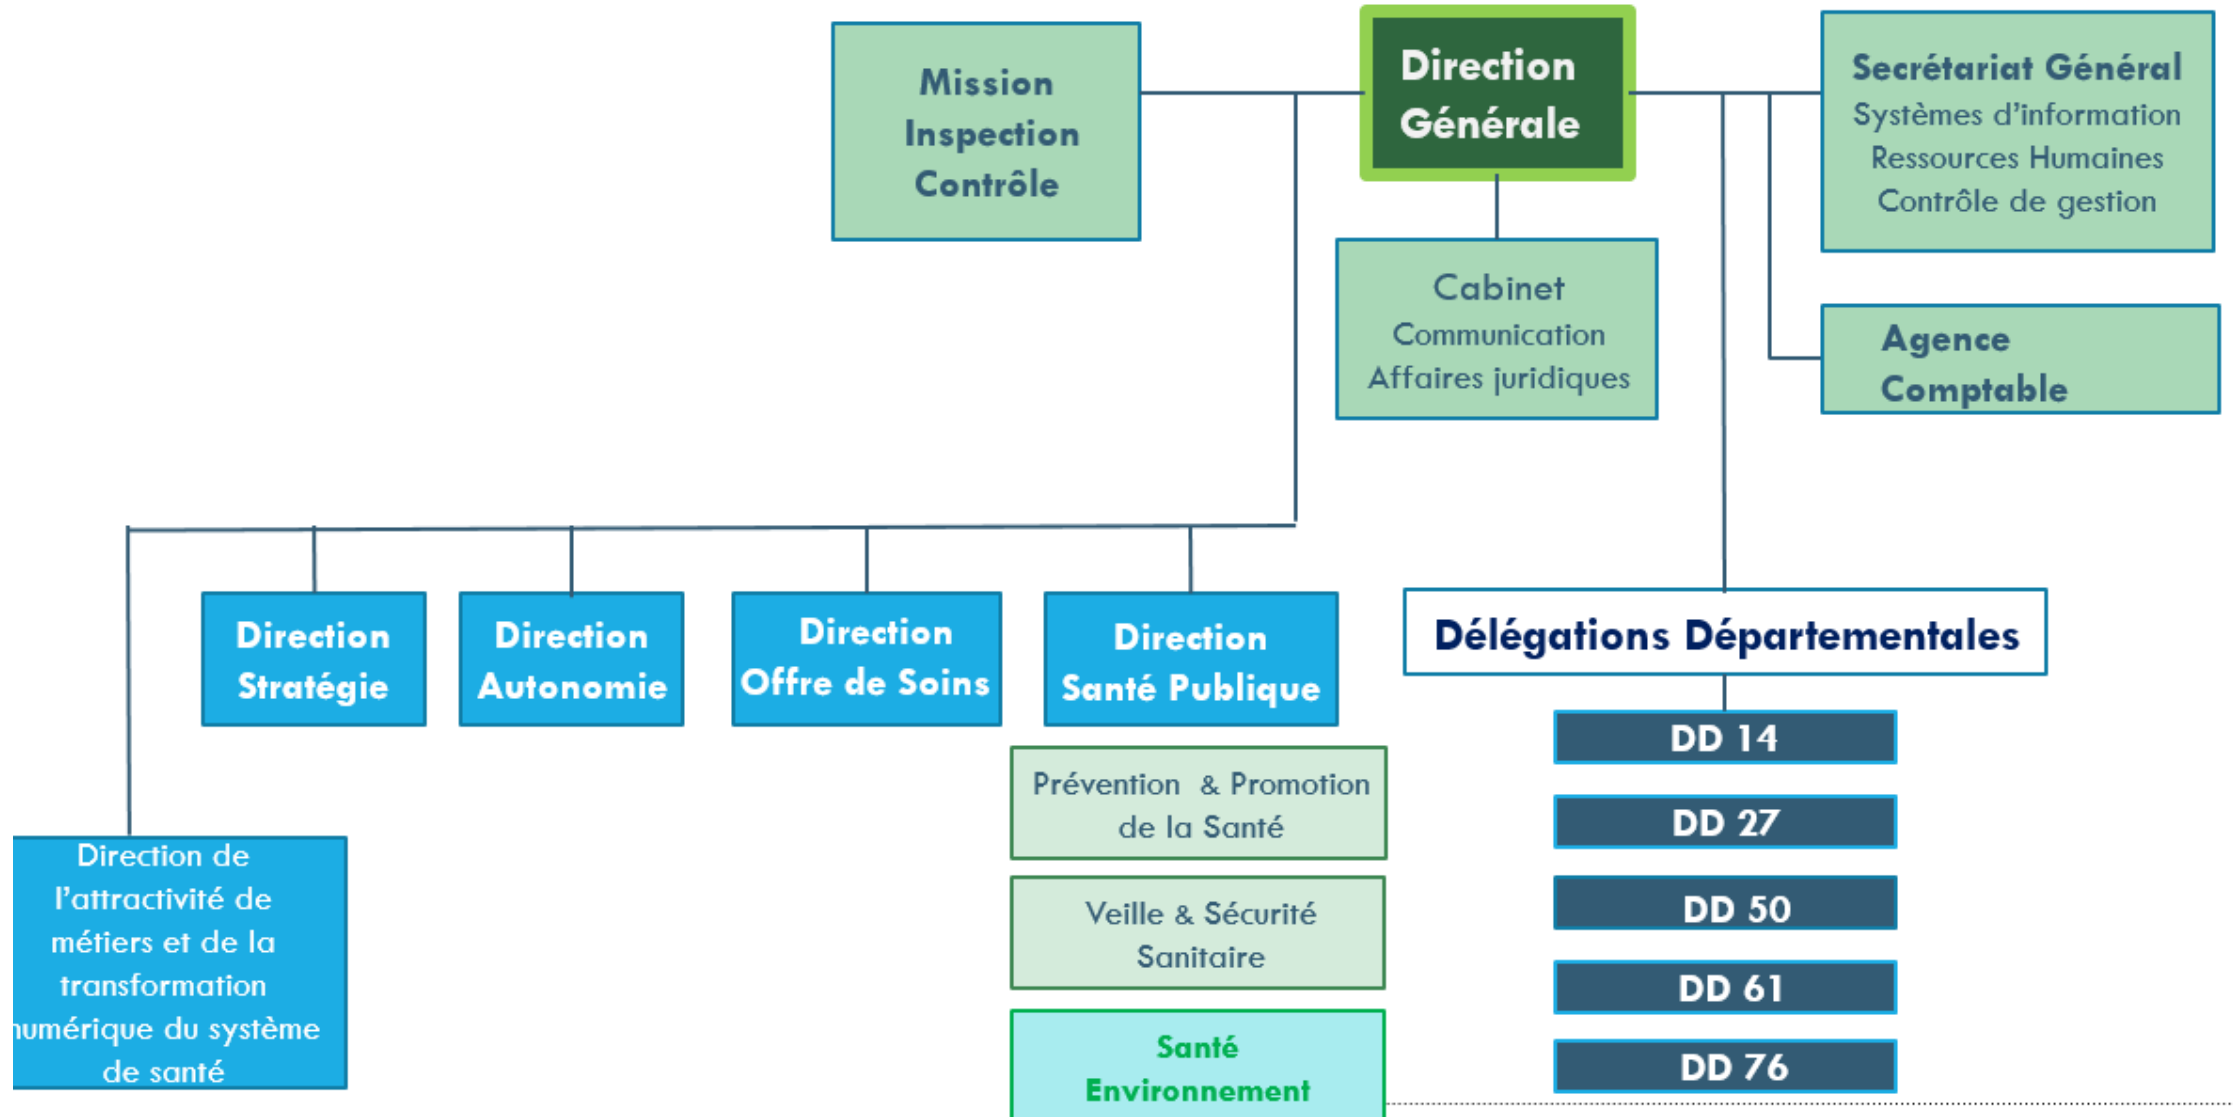 Mission
Inspection
Contrôle
Direction
Générale
Secrétariat Général
Systèmes d'information
Ressources Humaines
Contrôle de gestion
Cabinet
Communication
Affaires juridiques
Agence
Comptable
Direction
Stratégie
Direction
Autonomie
Direction
Offre de Soins
Direction
Santé Publique
Délégations Départementales
Prévention & Promotion
de la Santé
Veille & Sécurité
Sanitaire
Santé
Environnement
DD 14
DD 27
DD 50
DD 61
DD 76
Direction de
l'attractivité de
métiers et de la
transformation
numérique du système
de santé